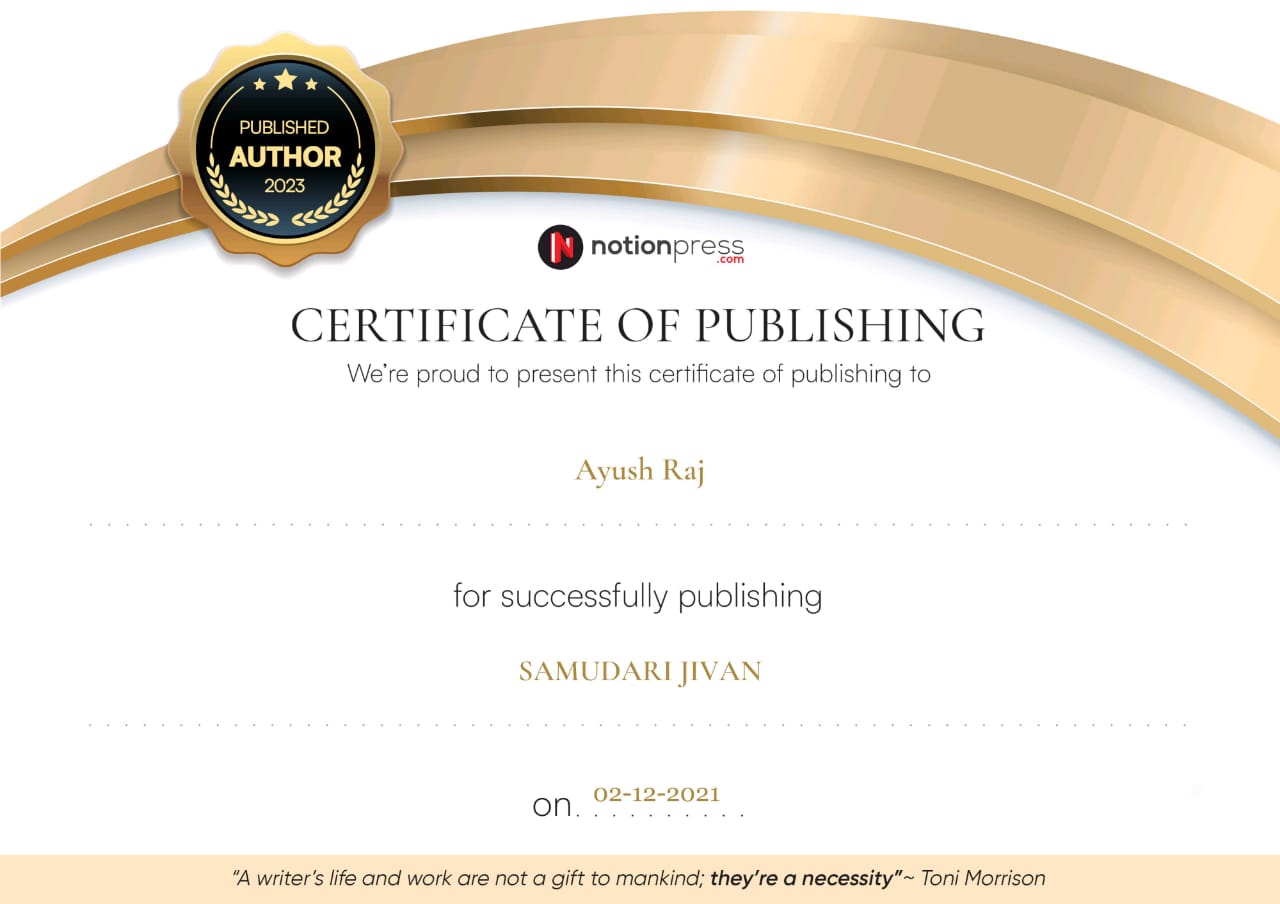 PUBLISHED
AUTHOR
2023
notionpress
.com
CERTIFICATE OF PUBLISHING
We're proud to present this certificate of publishing to
Ayush Raj
for successfully publishing
SAMUDARI JIVAN
on. 02-12-2021
"A writer's life and work are not a gift to mankind; they're a necessity"~ Toni Morrison